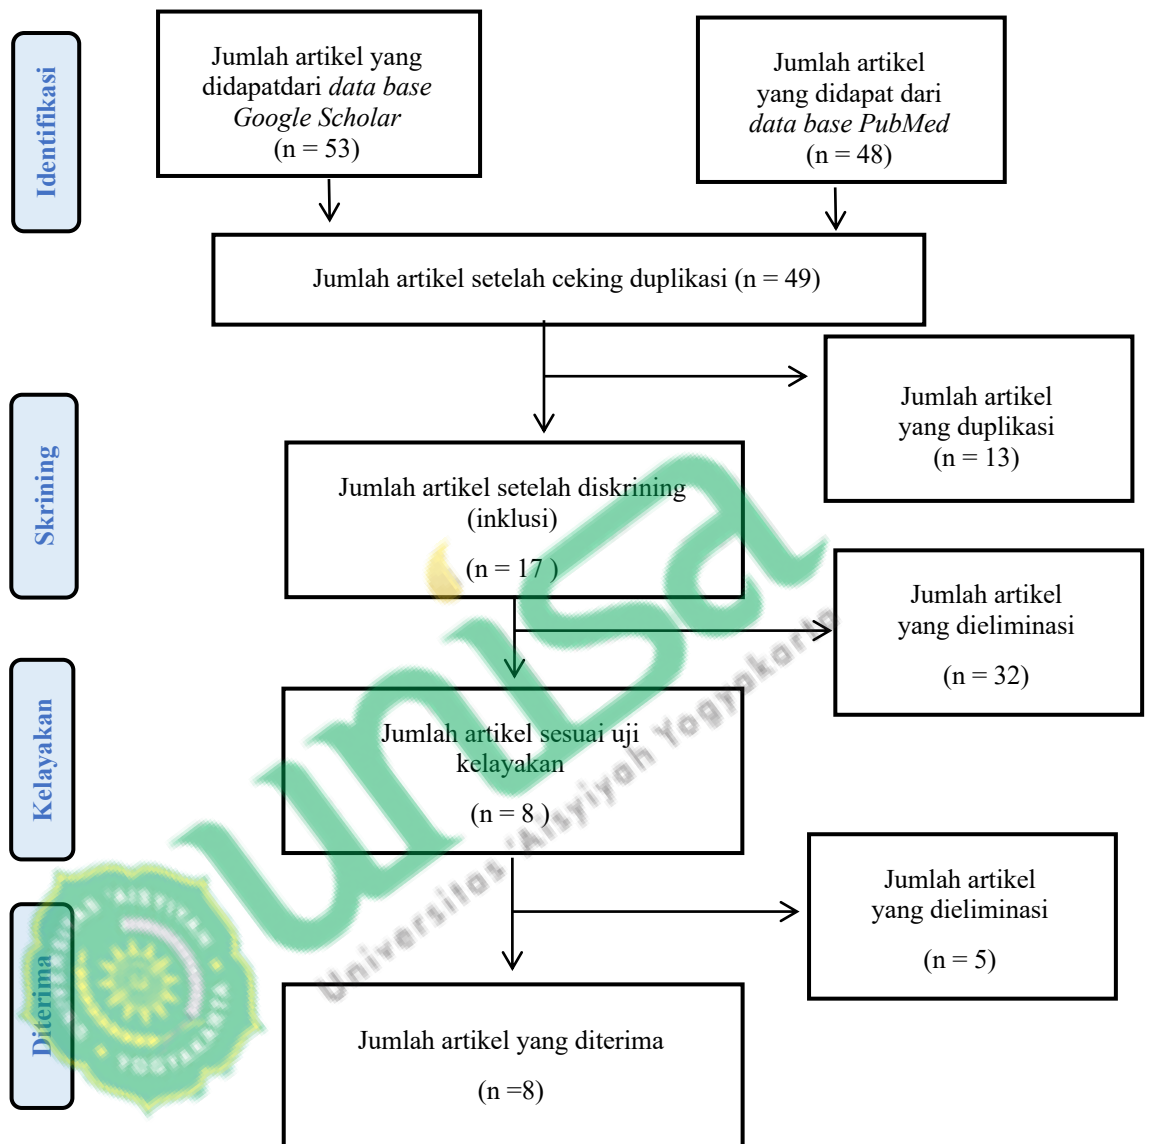 Identifikasi
Jumlah artikel yang
didapatdari data base
Google Scholar
(n = 53)
Jumlah artikel
yang didapat dari
data base PubMed
(n = 48)
Jumlah artikel setelah ceking duplikasi (n = 49)
Jumlah artikel
yang duplikasi
(n = 13)
Skrining
Jumlah artikel setelah diskrining
(inklusi)
(n = 17 )
Jumlah artikel
yang dieliminasi
(n = 32)
Kelayakan
Jumlah artikel sesuai uji
kelayakan
(n = 8 )
Jumlah artikel
yang dieliminasi
(n = 5)
Diterima
Jumlah artikel yang diterima
(n =8)
unisa
Universitas 'Aisyiyah Yogyakarta
UNIVERSITAS 'AISYIYAH
YOGYAKARTA